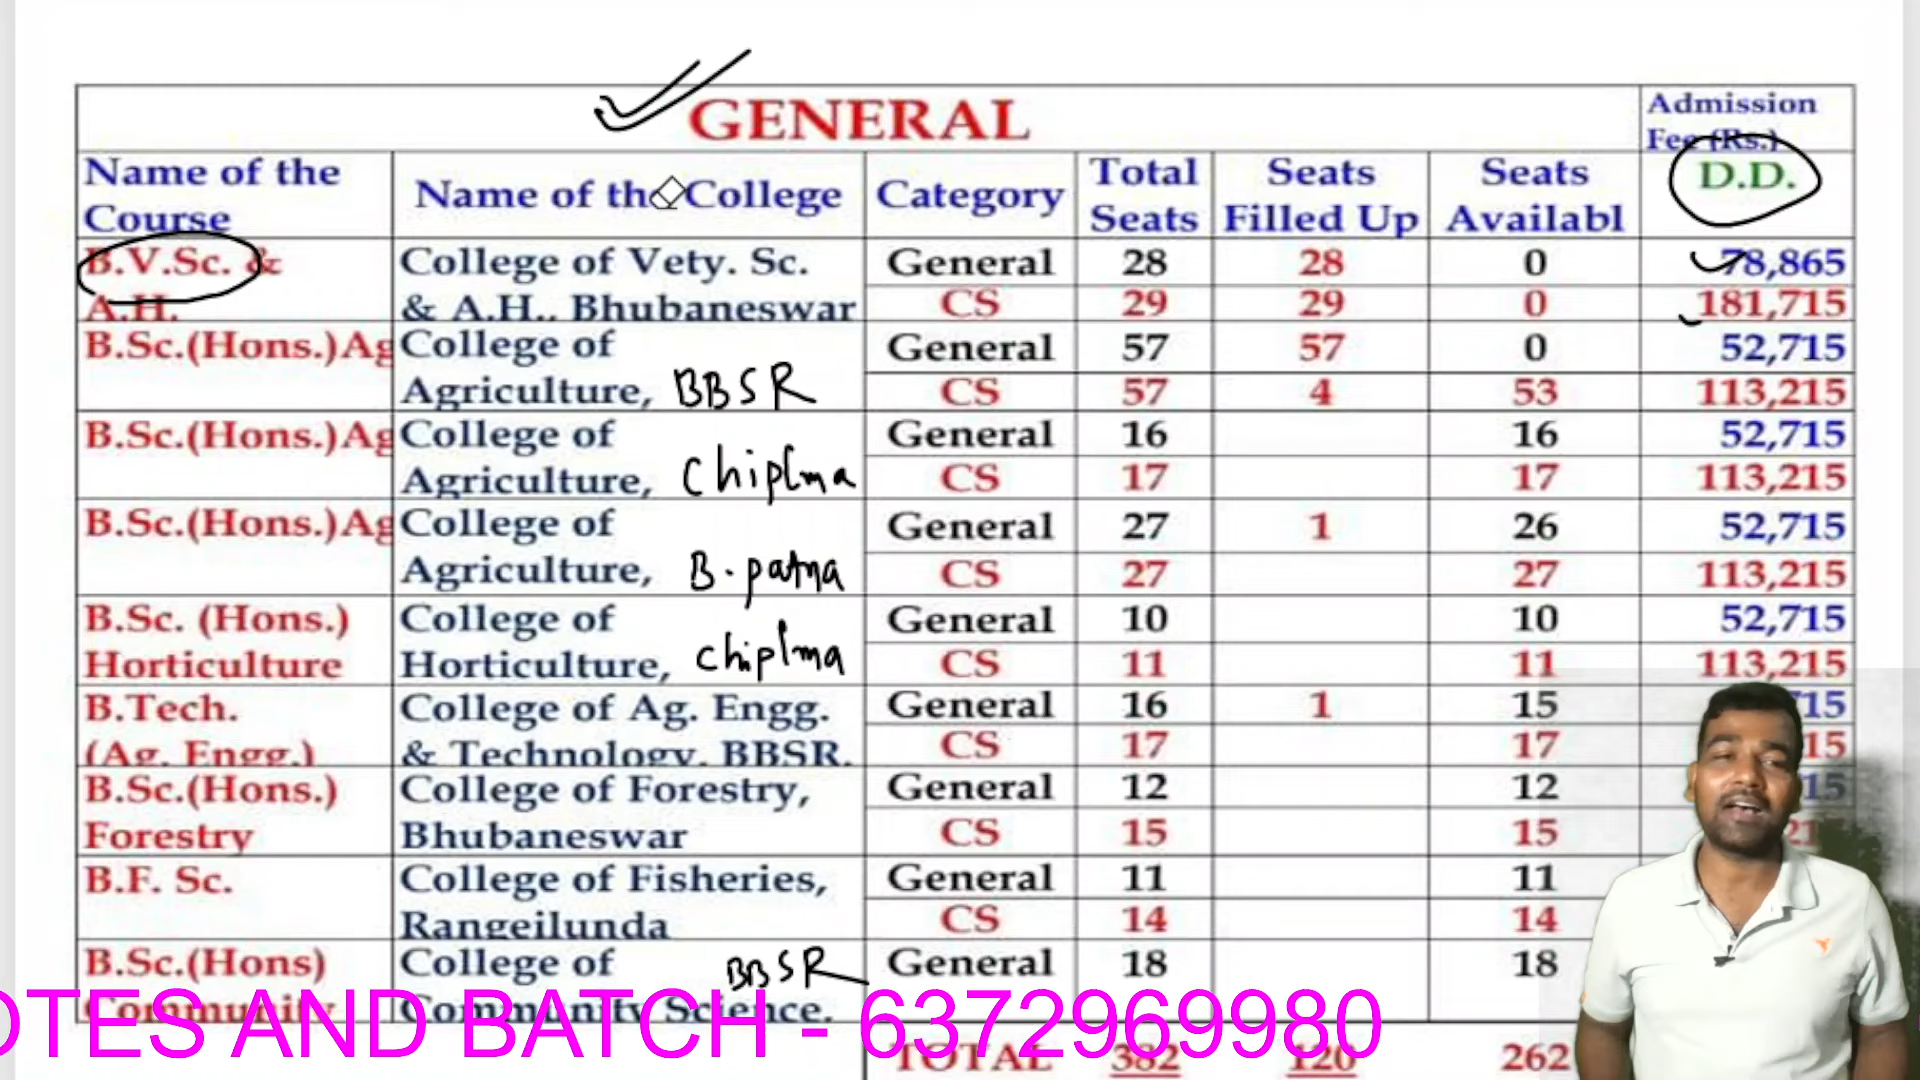 GENERAL
Admission
Fee (Rs.)
Name of the
Course
Name of the College
Category
Total
Seats
Seats
Filled Up
Seats
Availabl
D.D.
B.V.Sc. &
A.H.
College of Vety. Sc.
& A.H., Bhubaneswar
General 28 28 0 78,865
CS 29 29 0 181,715
B.Sc.(Hons.)Ag
College of
Agriculture, BBSR
General 57 57 0 52,715
CS 57 4 53 113,215
B.Sc.(Hons.)Ag
College of
Agriculture, Chiplma
General 16 16 52,715
CS 17 17 113,215
B.Sc.(Hons.)Ag
College of
Agriculture, B.patna
General 27 1 26 52,715
CS 27 27 113,215
B.Sc. (Hons.)
Horticulture
College of
Horticulture, chiplma
General 10 10 52,715
CS 11 11 113,215
B.Tech.
(Ag. Engg.)
College of Ag. Engg.
& Technology, BBSR.
General 16 1 15 715
CS 17 17 15
B.Sc.(Hons.)
Forestry
College of Forestry,
Bhubaneswar
General 12 12 15
CS 15 15
B.F. Sc.
College of Fisheries,
Rangeilunda
General 11 11
CS 14 14
B.Sc.(Hons)
Community
College of BBSR
Community Science,
General 18 18
OTES AND BATCH - 6372969980
TOTAL 382 120 262